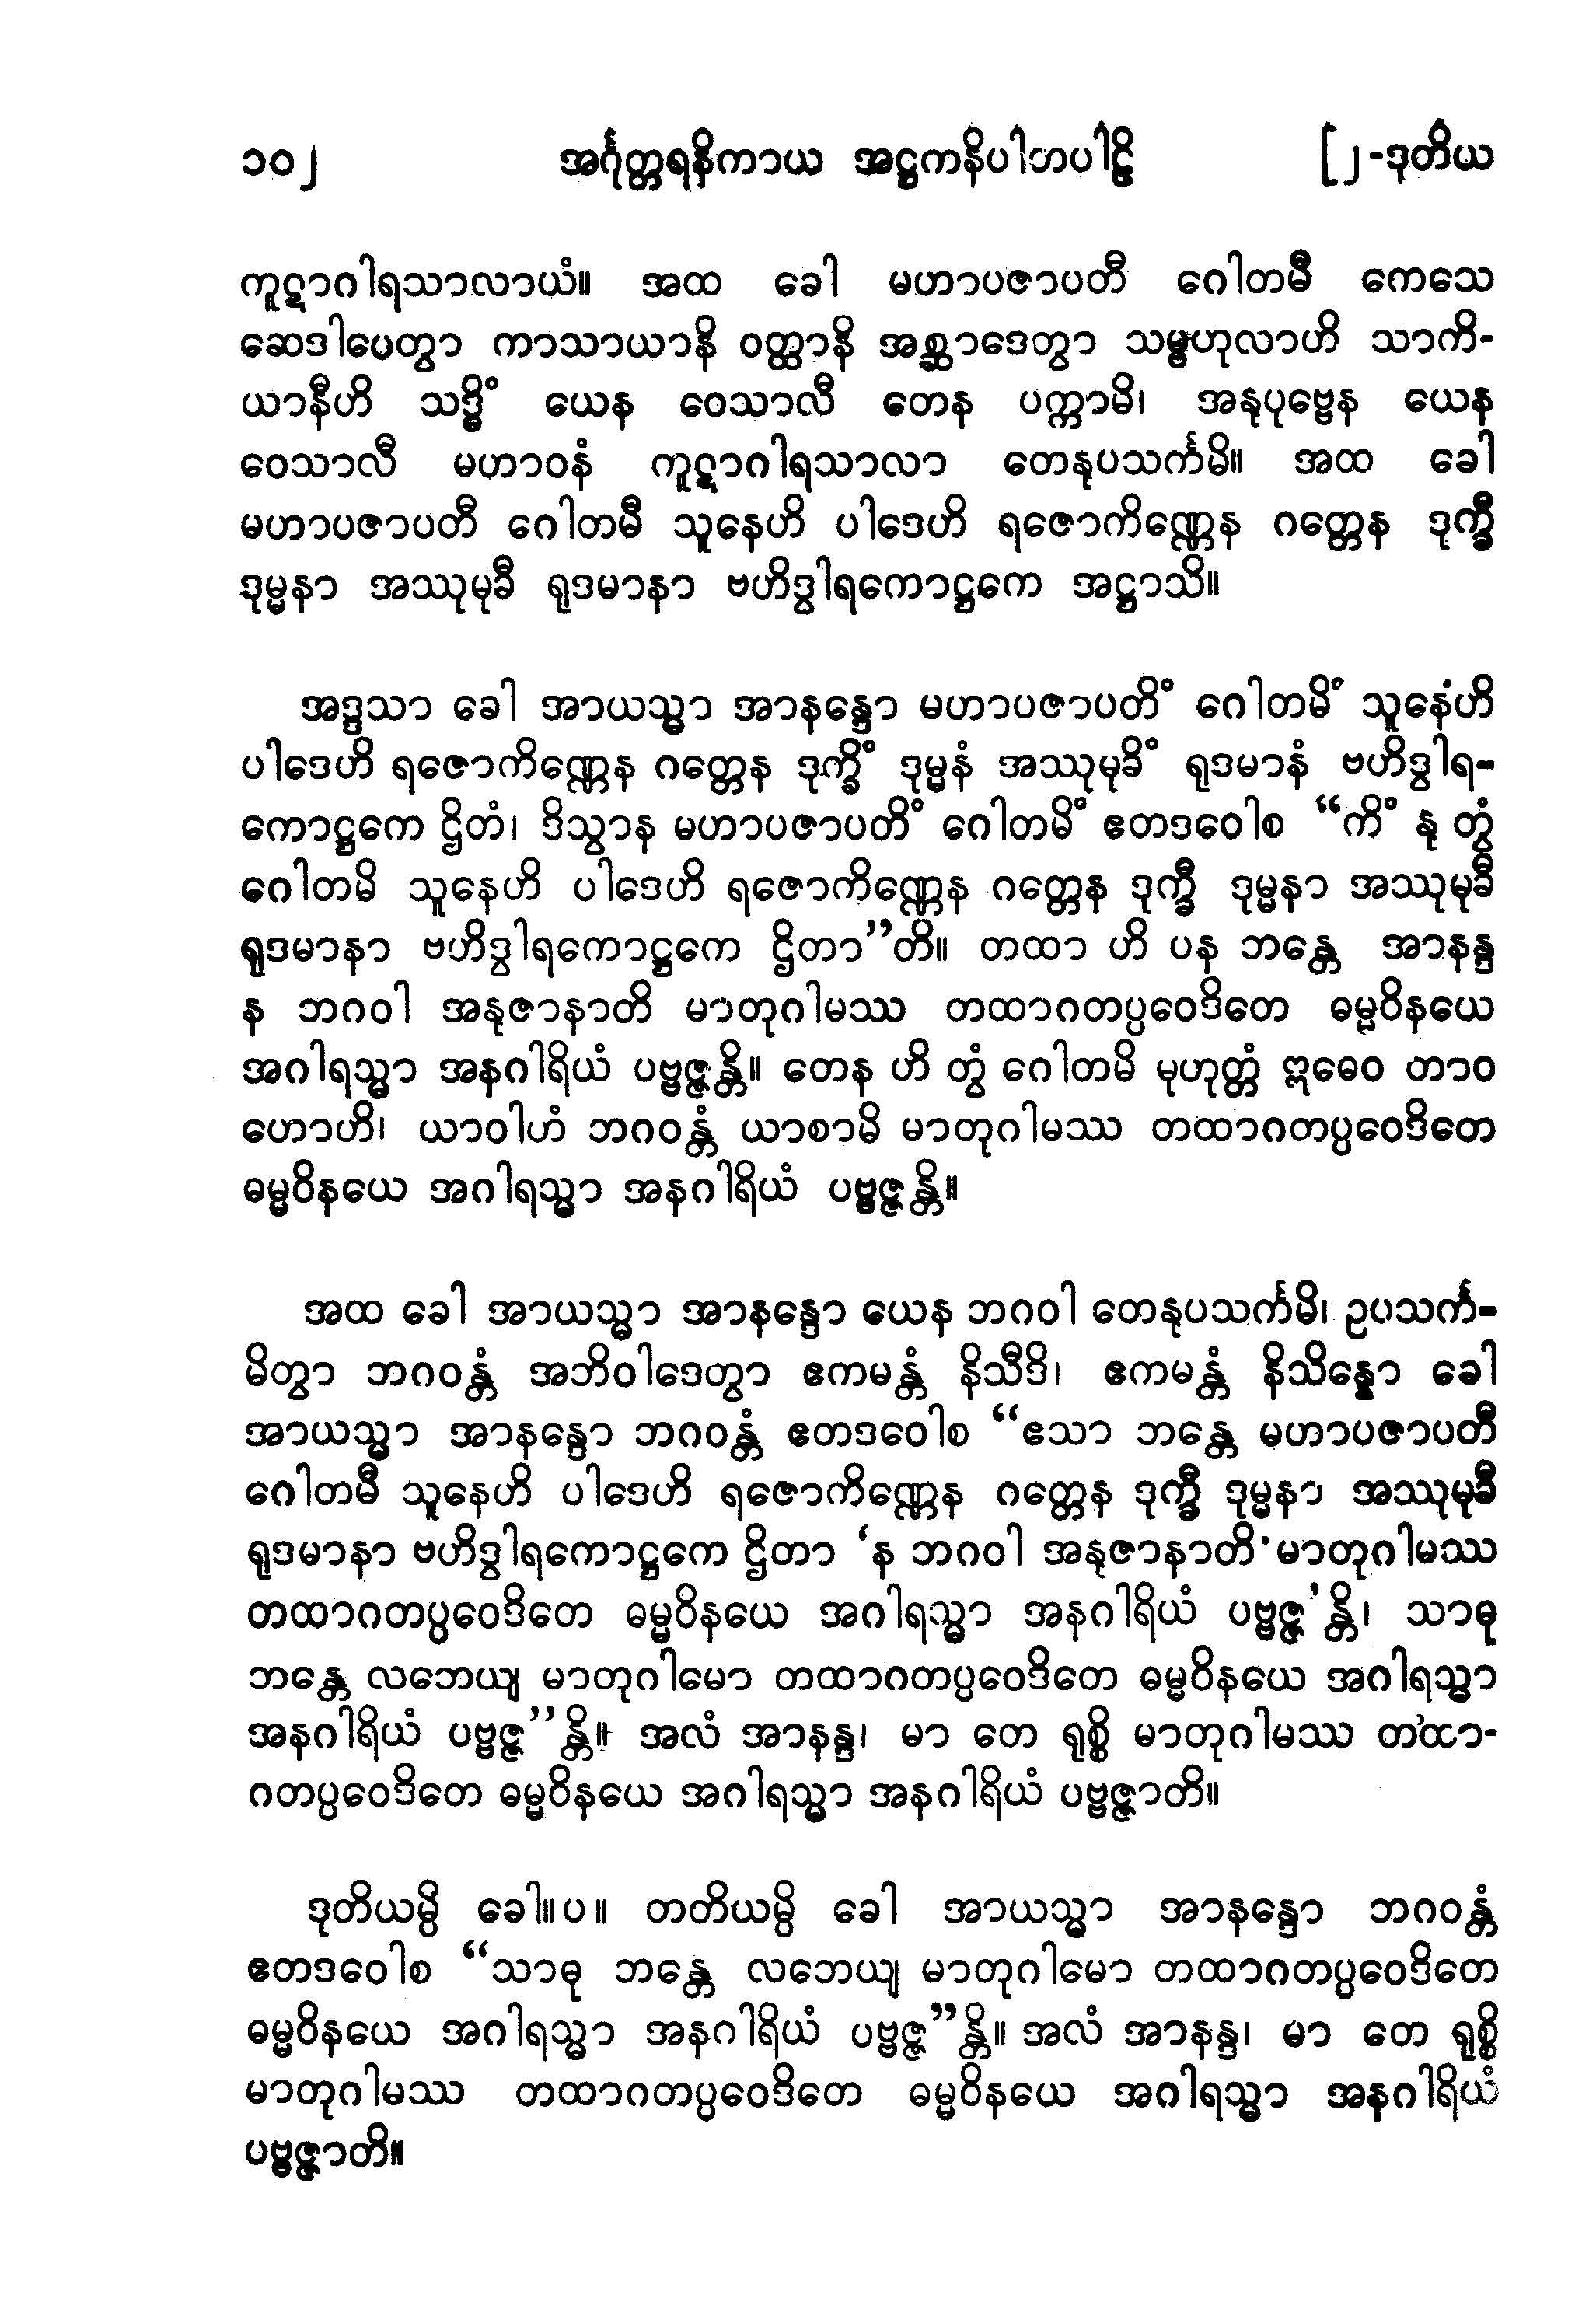 ၁၀၂ အင်္ဂုတ္တရနိကာယ အဋ္ဌကနိပါတပါဠိ [၂-ဒုတိယ
ကူဋာဂါရသာလာယံ။ အထ ခေါ မဟာပဇာပတီ ဂေါတမီ ကေသေ
ဆေဒါပေတွာ ကာသာယာနိ ဝတ္ထာနိ အစ္ဆာဒေတွာ သမ္ဗဟုလာဟိ သာကိ-
ယာနီဟိ သဒ္ဓိံ ယေန ဝေသာလီ တေန ပက္ကာမိ၊ အနုပုဗ္ဗေန ယေန
ဝေသာလီ မဟာဝနံ ကူဋာဂါရသာလာ တေနုပသင်္ကမိ။ အထ ခေါ
မဟာပဇာပတီ ဂေါတမီ သူနေဟိ ပါဒေဟိ ရဇောကိဏ္ဏေန ဂတ္တေန ဒုက္ခီ
ဒုမ္မနာ အဿုမုခီ ရုဒမာနာ ဗဟိဒွါရကောဋ္ဌကေ အဋ္ဌာသိ။
အဒ္ဒသာ ခေါ အာယသ္မာ အာနန္ဒော မဟာပဇာပတိံ ဂေါတမိံ သူနေဟိ
ပါဒေဟိ ရဇောကိဏ္ဏေန ဂတ္တေန ဒုက္ခိံ ဒုမ္မနံ အဿုမုခိံ ရုဒမာနံ ဗဟိဒွါရ-
ကောဋ္ဌကေ ဌိတံ၊ ဒိသွာန မဟာပဇာပတိံ ဂေါတမိံ ဧတဒဝေါစ “ကိံ နု တွံ
ဂေါတမိ သူနေဟိ ပါဒေဟိ ရဇောကိဏ္ဏေန ဂတ္တေန ဒုက္ခီ ဒုမ္မနာ အဿုမုခီ
ရုဒမာနာ ဗဟိဒွါရကောဋ္ဌကေ ဌိတာ”တိ။ တထာ ဟိ ပန ဘန္တေ အာနန္ဒ
န ဘဂဝါ အနုဇာနာတိ မာတုဂါမဿ တထာဂတပ္ပဝေဒိတေ ဓမ္မဝိနယေ
အဂါရသ္မာ အနဂါရိယံ ပဗ္ဗဇ္ဇန္တိ။ တေန ဟိ တွံ ဂေါတမိ မုဟုတ္တံ ဣဓေဝ တာဝ
ဟောဟိ၊ ယာဝါဟံ ဘဂဝန္တံ ယာစာမိ မာတုဂါမဿ တထာဂတပ္ပဝေဒိတေ
ဓမ္မဝိနယေ အဂါရသ္မာ အနဂါရိယံ ပဗ္ဗဇ္ဇန္တိ။
အထ ခေါ အာယသ္မာ အာနန္ဒော ယေန ဘဂဝါ တေနုပသင်္ကမိ၊ ဥပသင်္က-
မိတွာ ဘဂဝန္တံ အဘိဝါဒေတွာ ဧကမန္တံ နိသီဒိ၊ ဧကမန္တံ နိသိန္နော ခေါ
အာယသ္မာ အာနန္ဒော ဘဂဝန္တံ ဧတဒဝေါစ “ဧသာ ဘန္တေ မဟာပဇာပတီ
ဂေါတမီ သူနေဟိ ပါဒေဟိ ရဇောကိဏ္ဏေန ဂတ္တေန ဒုက္ခီ ဒုမ္မနာ အဿုမုခီ
ရုဒမာနာ ဗဟိဒွါရကောဋ္ဌကေ ဌိတာ ‘န ဘဂဝါ အနုဇာနာတိ မာတုဂါမဿ
တထာဂတပ္ပဝေဒိတေ ဓမ္မဝိနယေ အဂါရသ္မာ အနဂါရိယံ ပဗ္ဗဇ္ဇ’န္တိ၊ သာဓု
ဘန္တေ လဘေယျ မာတုဂါမော တထာဂတပ္ပဝေဒိတေ ဓမ္မဝိနယေ အဂါရသ္မာ
အနဂါရိယံ ပဗ္ဗဇ္ဇ”န္တိ။ အလံ အာနန္ဒ၊ မာ တေ ရုစ္စိ မာတုဂါမဿ တထာ-
ဂတပ္ပဝေဒိတေ ဓမ္မဝိနယေ အဂါရသ္မာ အနဂါရိယံ ပဗ္ဗဇ္ဇာတိ။
ဒုတိယမ္ပိ ခေါ။ပ။ တတိယမ္ပိ ခေါ အာယသ္မာ အာနန္ဒော ဘဂဝန္တံ
ဧတဒဝေါစ “သာဓု ဘန္တေ လဘေယျ မာတုဂါမော တထာဂတပ္ပဝေဒိတေ
ဓမ္မဝိနယေ အဂါရသ္မာ အနဂါရိယံ ပဗ္ဗဇ္ဇ”န္တိ။ အလံ အာနန္ဒ၊ မာ တေ ရုစ္စိ
မာတုဂါမဿ တထာဂတပ္ပဝေဒိတေ ဓမ္မဝိနယေ အဂါရသ္မာ အနဂါရိယံ
ပဗ္ဗဇ္ဇာတိ။